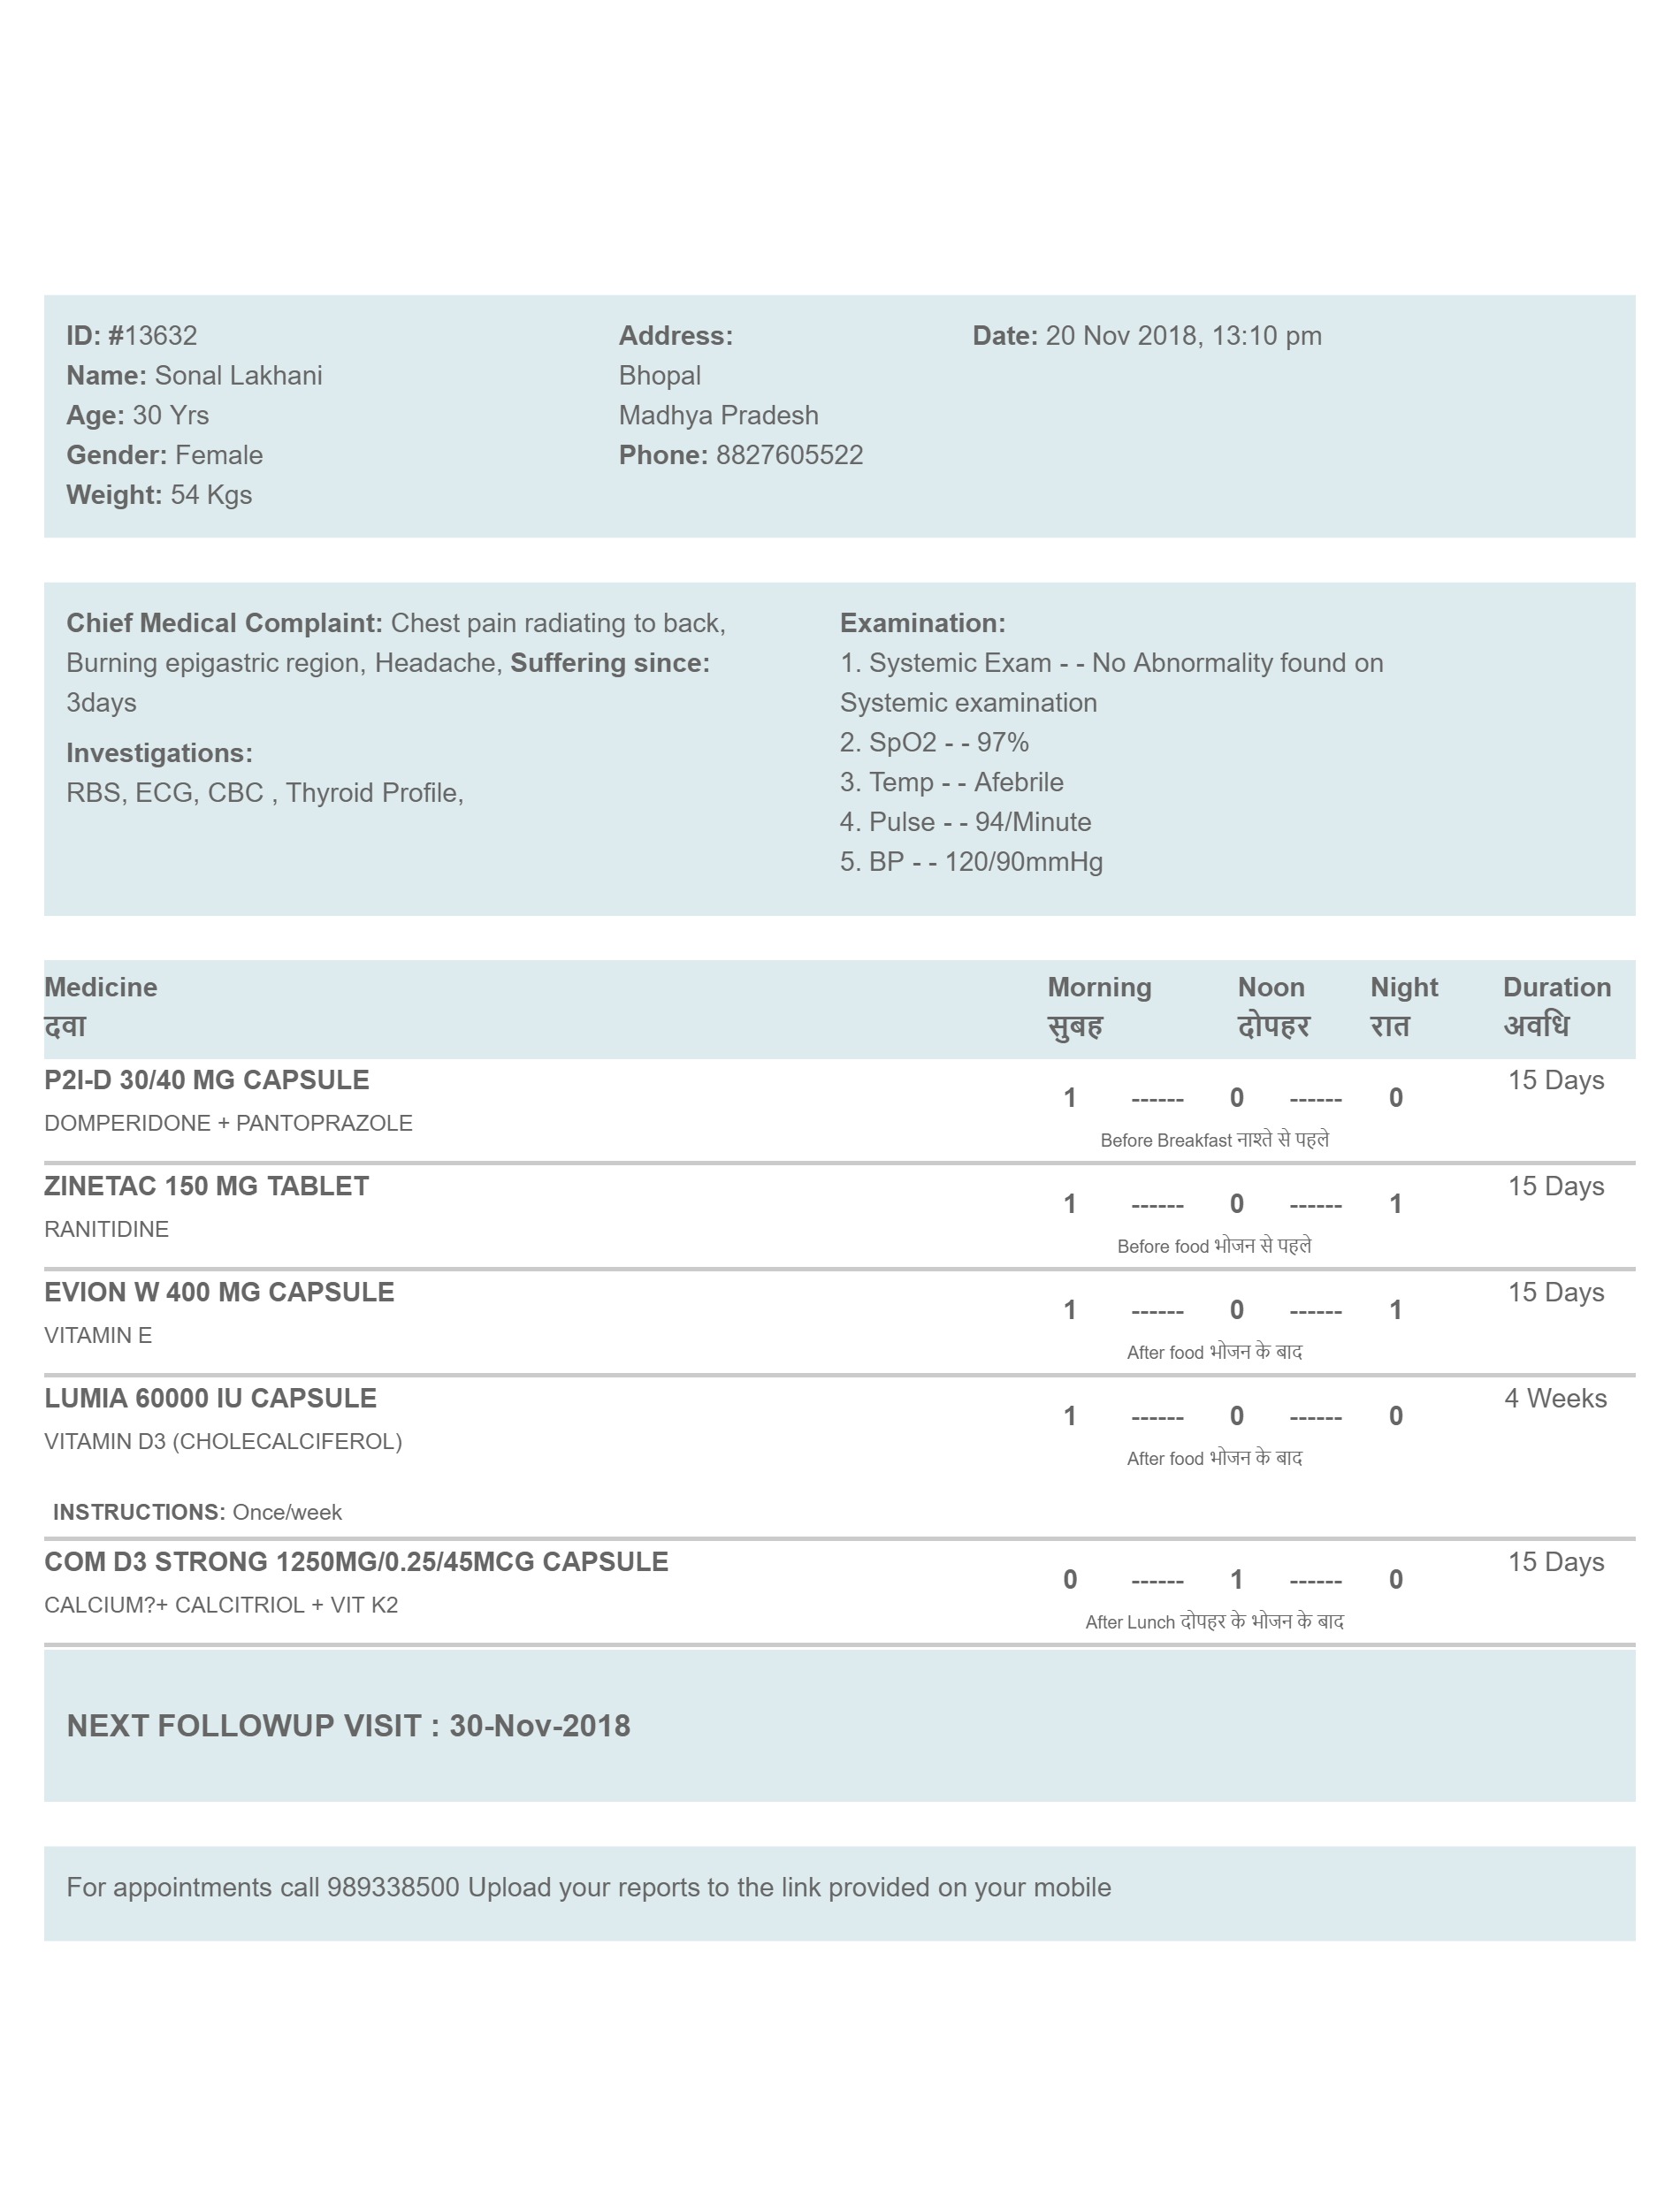 ID: #13632
Name: Sonal Lakhani
Age: 30 Yrs
Gender: Female
Weight: 54 Kgs
Address:
Bhopal
Madhya Pradesh
Phone: 8827605522
Date: 20 Nov 2018, 13:10 pm
Chief Medical Complaint: Chest pain radiating to back,
Burning epigastric region, Headache, Suffering since:
3days
Investigations:
RBS, ECG, CBC , Thyroid Profile,
Examination:
1. Systemic Exam - - No Abnormality found on
Systemic examination
2. SpO2 - - 97%
3. Temp - - Afebrile
4. Pulse - - 94/Minute
5. BP - - 120/90mmHg
Medicine Morning Noon Night Duration
दवा सुबह दोपहर रात अवधि
P2I-D 30/40 MG CAPSULE 15 Days
1 ------ 0 ------ 0
DOMPERIDONE + PANTOPRAZOLE
Before Breakfast नाश्ते से पहले
ZINETAC 150 MG TABLET 15 Days
1 ------ 0 ------ 1
RANITIDINE
Before food भोजन से पहले
EVION W 400 MG CAPSULE 15 Days
1 ------ 0 ------ 1
VITAMIN E
After food भोजन के बाद
LUMIA 60000 IU CAPSULE 4 Weeks
1 ------ 0 ------ 0
VITAMIN D3 (CHOLECALCIFEROL)
After food भोजन के बाद
INSTRUCTIONS: Once/week
COM D3 STRONG 1250MG/0.25/45MCG CAPSULE 15 Days
0 ------ 1 ------ 0
CALCIUM?+ CALCITRIOL + VIT K2
After Lunch दोपहर के भोजन के बाद
NEXT FOLLOWUP VISIT : 30-Nov-2018
For appointments call 989338500 Upload your reports to the link provided on your mobile